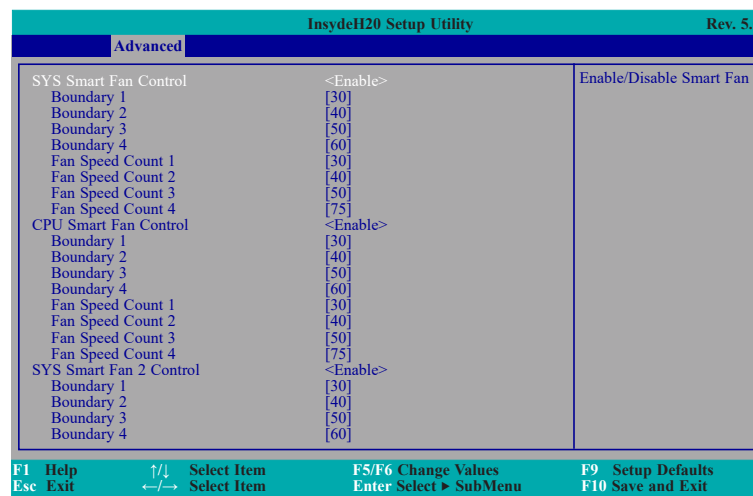 InsydeH20 Setup Utility Rev. 5.
Advanced
SYS Smart Fan Control <Enable> Enable/Disable Smart Fan
Boundary 1 [30]
Boundary 2 [40]
Boundary 3 [50]
Boundary 4 [60]
Fan Speed Count 1 [30]
Fan Speed Count 2 [40]
Fan Speed Count 3 [50]
Fan Speed Count 4 [75]
CPU Smart Fan Control <Enable>
Boundary 1 [30]
Boundary 2 [40]
Boundary 3 [50]
Boundary 4 [60]
Fan Speed Count 1 [30]
Fan Speed Count 2 [40]
Fan Speed Count 3 [50]
Fan Speed Count 4 [75]
SYS Smart Fan 2 Control <Enable>
Boundary 1 [30]
Boundary 2 [40]
Boundary 3 [50]
Boundary 4 [60]
F1 Help ↑/↓ Select Item F5/F6 Change Values F9 Setup Defaults
Esc Exit ←/→ Select Item Enter Select ▶ SubMenu F10 Save and Exit